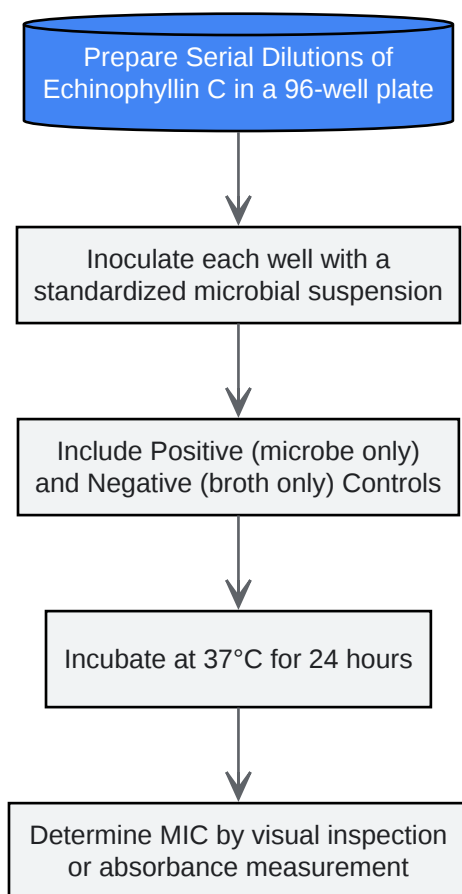 Prepare Serial Dilutions of
Echinophyllin C in a 96-well plate
Inoculate each well with a
standardized microbial suspension
Include Positive (microbe only)
and Negative (broth only) Controls
Incubate at 37°C for 24 hours
Determine MIC by visual inspection
or absorbance measurement